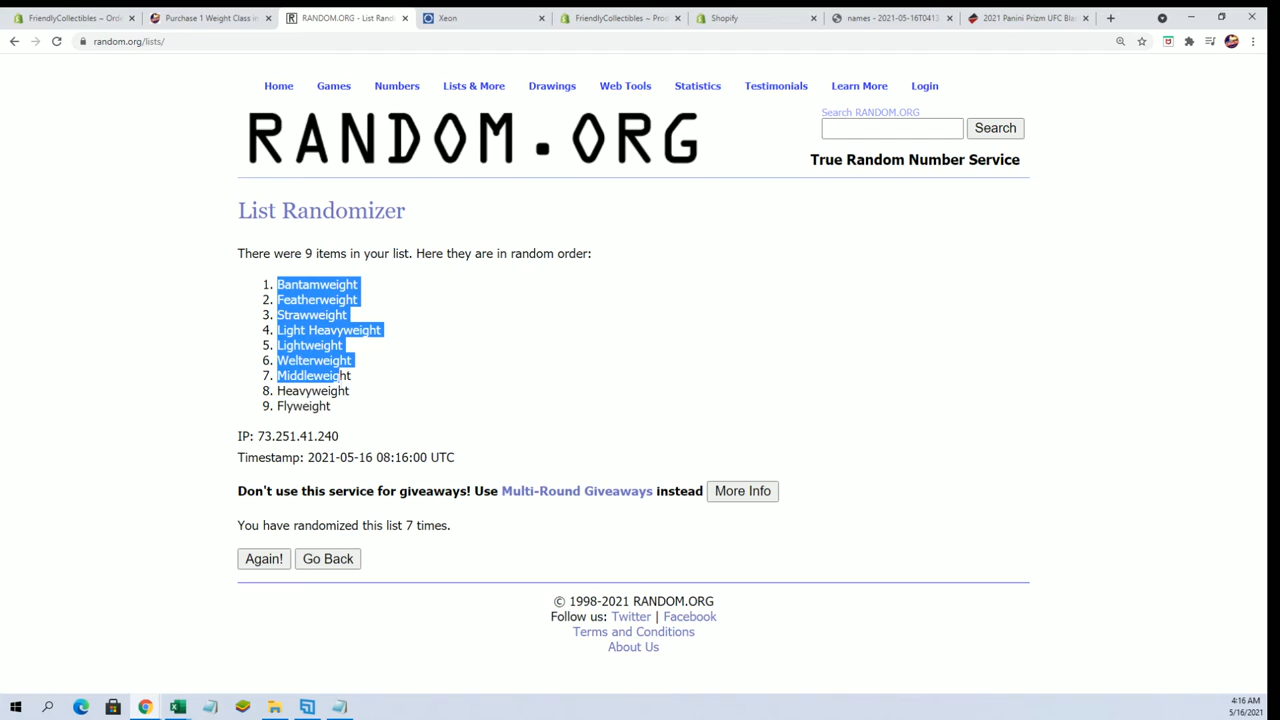 FriendlyCollectibles ~ Ord
Purchase 1 Weight Class in
RANDOM.ORG - List Rand
Xeon
FriendlyCollectibles ~ Prod
Shopify
names - 2021-05-16T0413
2021 Panini Prizm UFC Bla
random.org/lists/
Home Games Numbers Lists & More Drawings Web Tools Statistics Testimonials Learn More Login
Search RANDOM.ORG
RANDOM.ORG
Search
True Random Number Service
List Randomizer
There were 9 items in your list. Here they are in random order:
1. Bantamweight
2. Featherweight
3. Strawweight
4. Light Heavyweight
5. Lightweight
6. Welterweight
7. Middleweight
8. Heavyweight
9. Flyweight
IP: 73.251.41.240
Timestamp: 2021-05-16 08:16:00 UTC
Don't use this service for giveaways! Use Multi-Round Giveaways instead More Info
You have randomized this list 7 times.
Again! Go Back
© 1998-2021 RANDOM.ORG
Follow us: Twitter | Facebook
Terms and Conditions
About Us
4:16 AM
5/16/2021